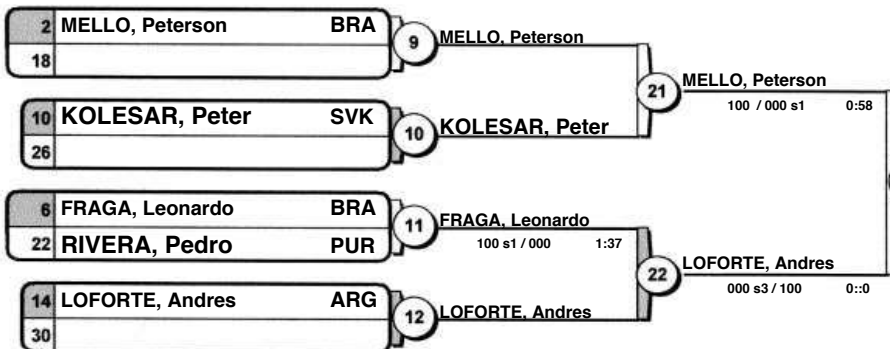 2 MELLO, Peterson BRA
18
9
MELLO, Peterson
10 KOLESAR, Peter SVK
26
10
KOLESAR, Peter
21
MELLO, Peterson
100 / 000 s1 0:58
6 FRAGA, Leonardo BRA
22 RIVERA, Pedro PUR
11
FRAGA, Leonardo
100 s1 / 000 1:37
14 LOFORTE, Andres ARG
30
12
LOFORTE, Andres
22
LOFORTE, Andres
000 s3 / 100 0::0